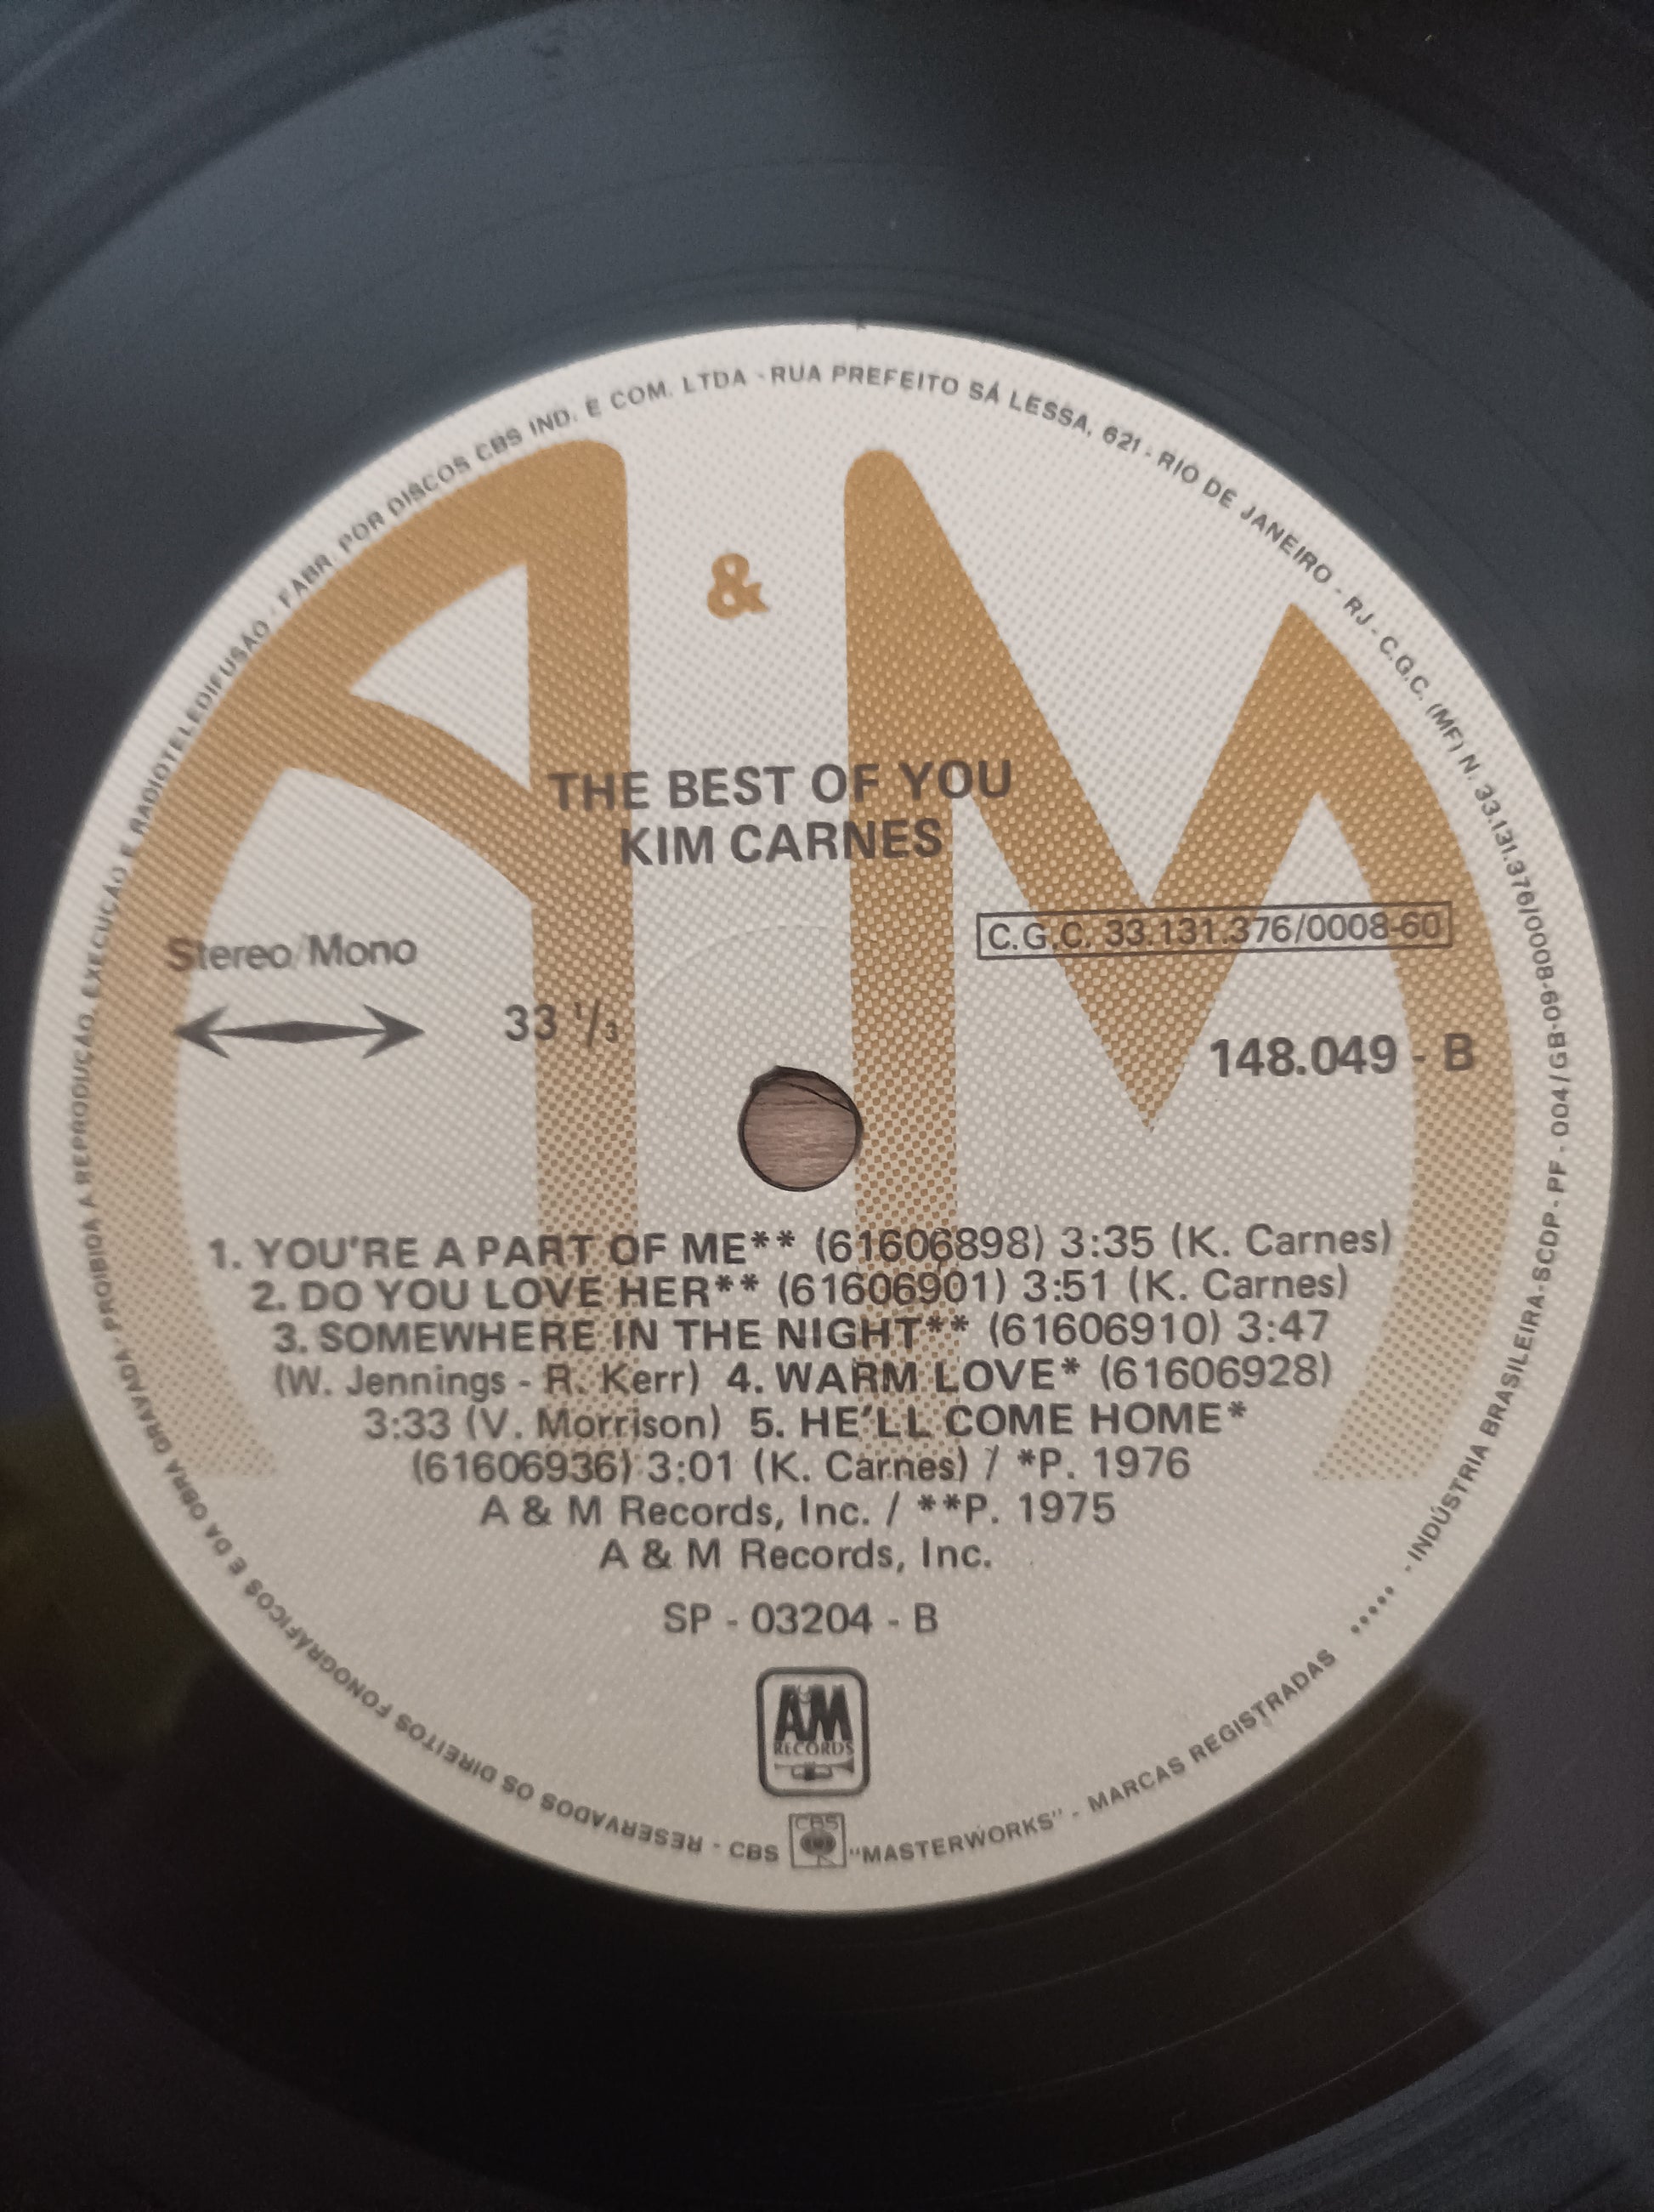 FABR. POR DISCOS CBS IND. E COM. LTDA - RUA PREFEITO SÁ LESSA, 621 - RIO DE JANEIRO - RJ - C.G.C. (MF) N. 33.131.376/0008-60 - PF - 004/GB - SCDP - INDÚSTRIA BRASILEIRA -
A & M
THE BEST OF YOU
KIM CARNES
Stereo/Mono
C.G.C. 33.131.376/0008-60
33 1/3
148.049 - B
1. YOU'RE A PART OF ME** (61606898) 3:35 (K. Carnes)
2. DO YOU LOVE HER** (61606901) 3:51 (K. Carnes)
3. SOMEWHERE IN THE NIGHT** (61606910) 3:47
(W. Jennings - R. Kerr) 4. WARM LOVE* (61606928)
3:33 (V. Morrison) 5. HE'LL COME HOME*
(61606936) 3:01 (K. Carnes) / *P. 1976
A & M Records, Inc. / **P. 1975
A & M Records, Inc.
SP - 03204 - B
AM
RECORDS
CBS
CBS "MASTERWORKS" - MARCAS REGISTRADAS •••••
RESERVADOS OS DIREITOS FONOGRÁFICOS E DA OBRA GRAVADA - PROIBIDA A REPRODUÇÃO, EXECUÇÃO E RADIOTELEDIFUSÃO -